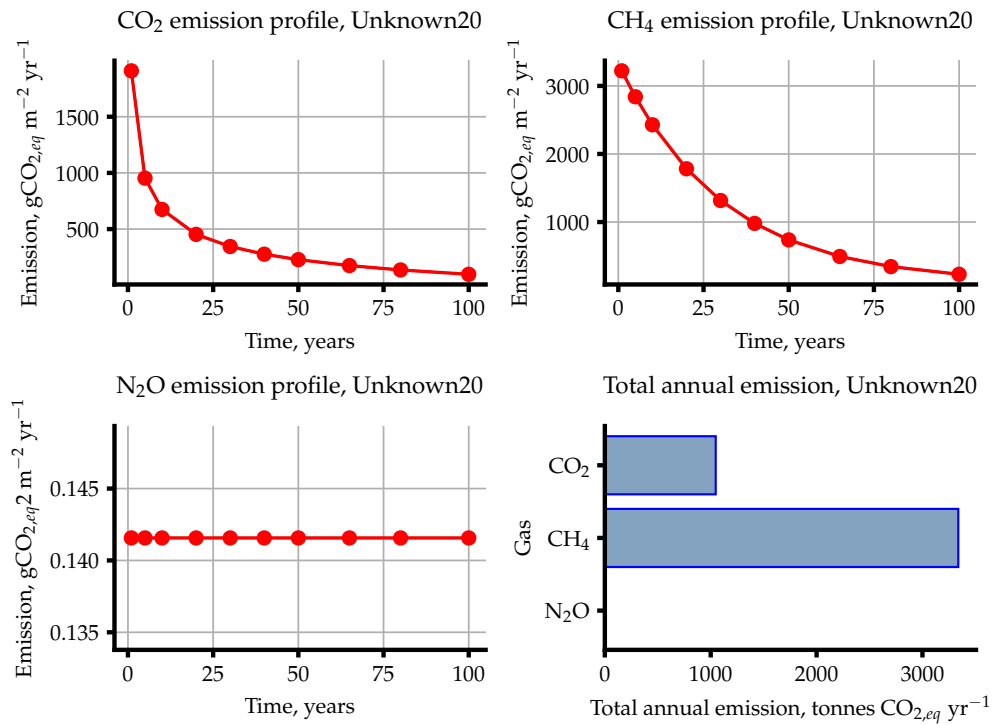 CO₂ emission profile, Unknown20
Emission, gCO₂,eq m⁻² yr⁻¹
1500
1000
500
0 25 50 75 100
Time, years
CH₄ emission profile, Unknown20
Emission, gCO₂,eq m⁻² yr⁻¹
3000
2000
1000
0 25 50 75 100
Time, years
N₂O emission profile, Unknown20
Emission, gCO₂,eq2 m⁻² yr⁻¹
0.145
0.140
0.135
0 25 50 75 100
Time, years
Total annual emission, Unknown20
Gas
CO₂
CH₄
N₂O
0 1000 2000 3000
Total annual emission, tonnes CO₂,eq yr⁻¹